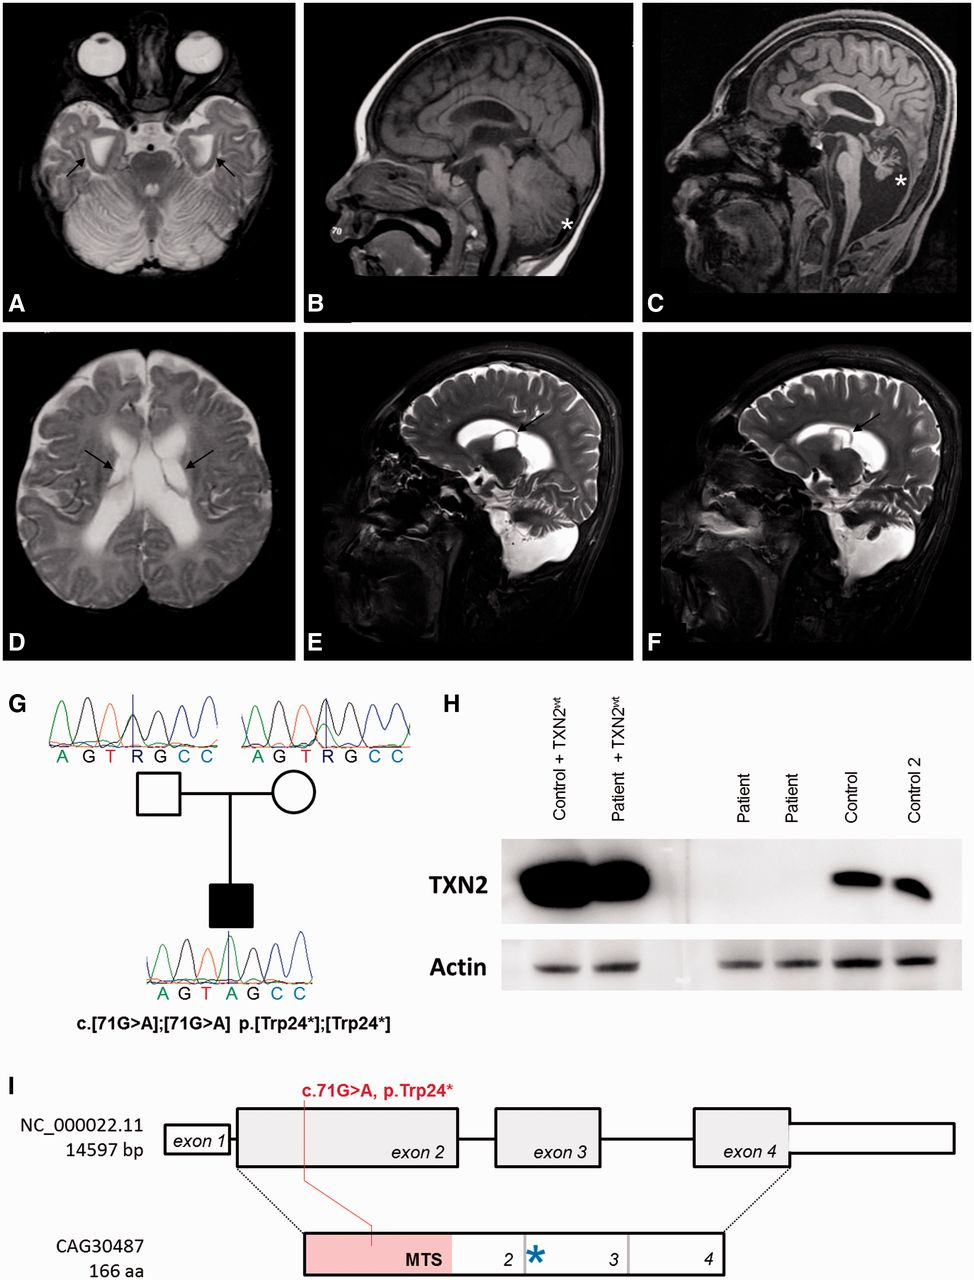 A
B
*
70
C
*
D
E
F
G
A G T R G C C
A G T R G C C
A G T A G C C
c.[71G>A];[71G>A] p.[Trp24*];[Trp24*]
H
Control + TXN2wt
Patient + TXN2wt
Patient
Patient
Control
Control 2
TXN2
Actin
I
c.71G>A, p.Trp24*
NC_000022.11
14597 bp
exon 1
exon 2
exon 3
exon 4
CAG30487
166 aa
MTS
2
*
3
4